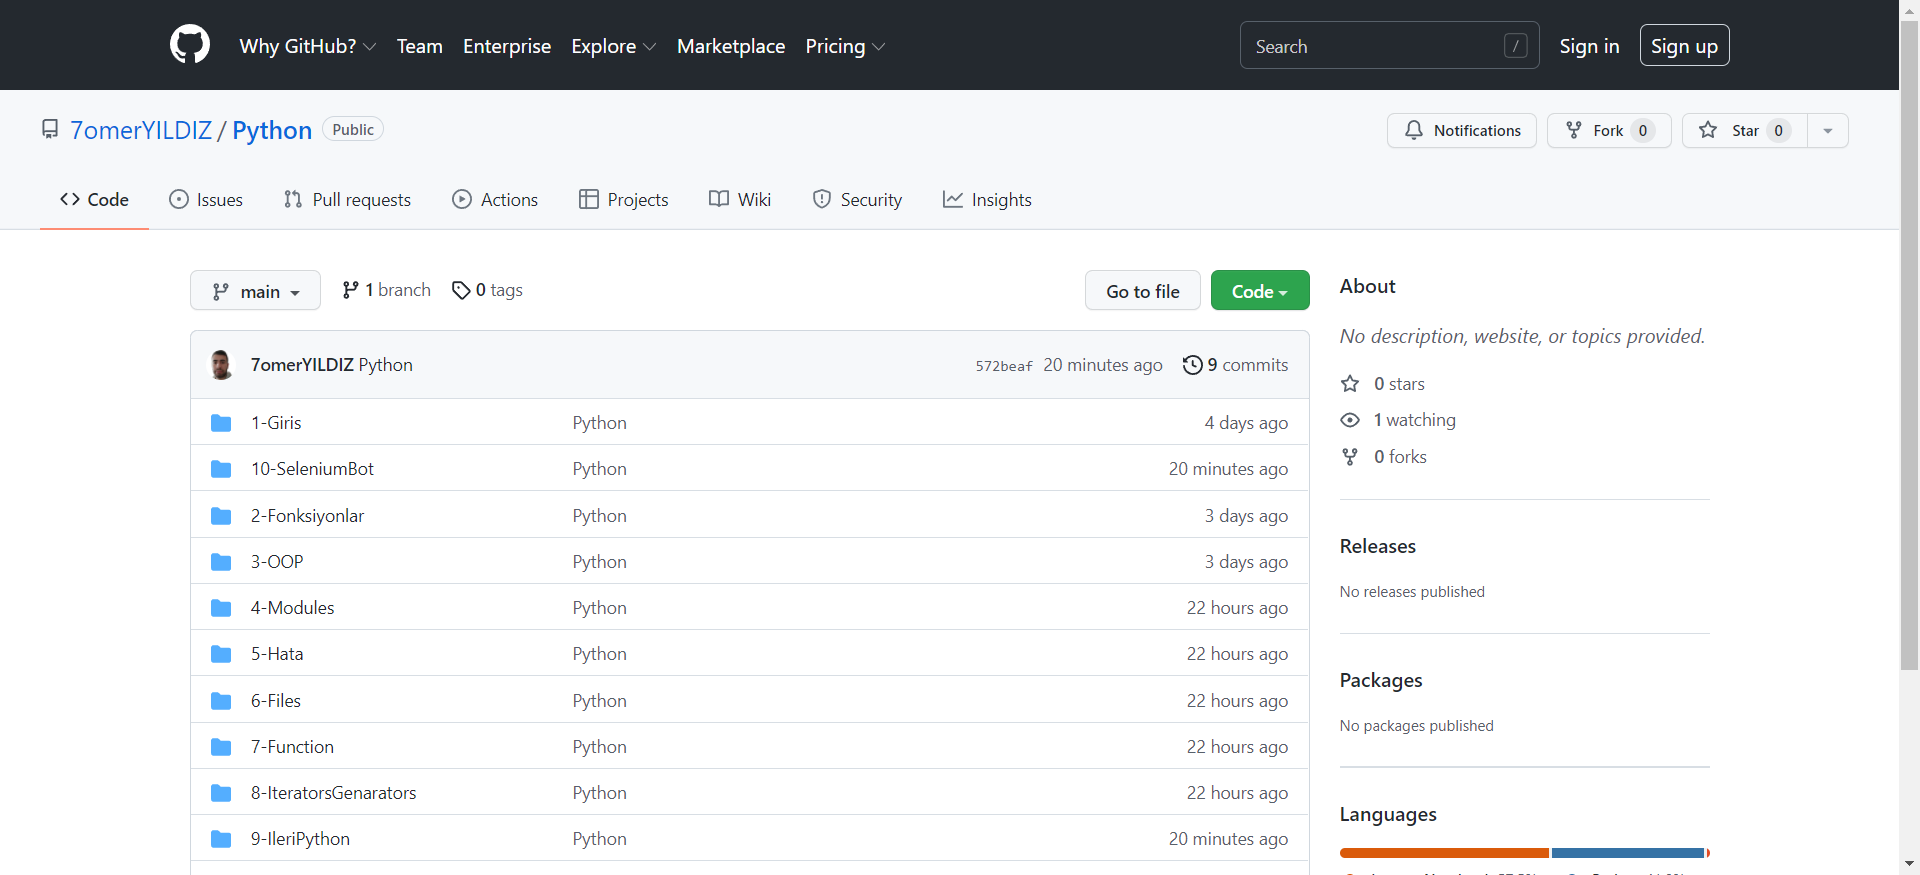 Why GitHub? Team Enterprise Explore Marketplace Pricing Search / Sign in Sign up
7omerYILDIZ / Python Public Notifications Fork 0 Star 0
Code Issues Pull requests Actions Projects Wiki Security Insights
main 1 branch 0 tags Go to file Code
7omerYILDIZ Python 572beaf 20 minutes ago 9 commits
1-Giris Python 4 days ago
10-SeleniumBot Python 20 minutes ago
2-Fonksiyonlar Python 3 days ago
3-OOP Python 3 days ago
4-Modules Python 22 hours ago
5-Hata Python 22 hours ago
6-Files Python 22 hours ago
7-Function Python 22 hours ago
8-IteratorsGenarators Python 22 hours ago
9-IleriPython Python 20 minutes ago
About
No description, website, or topics provided.
0 stars
1 watching
0 forks
Releases
No releases published
Packages
No packages published
Languages